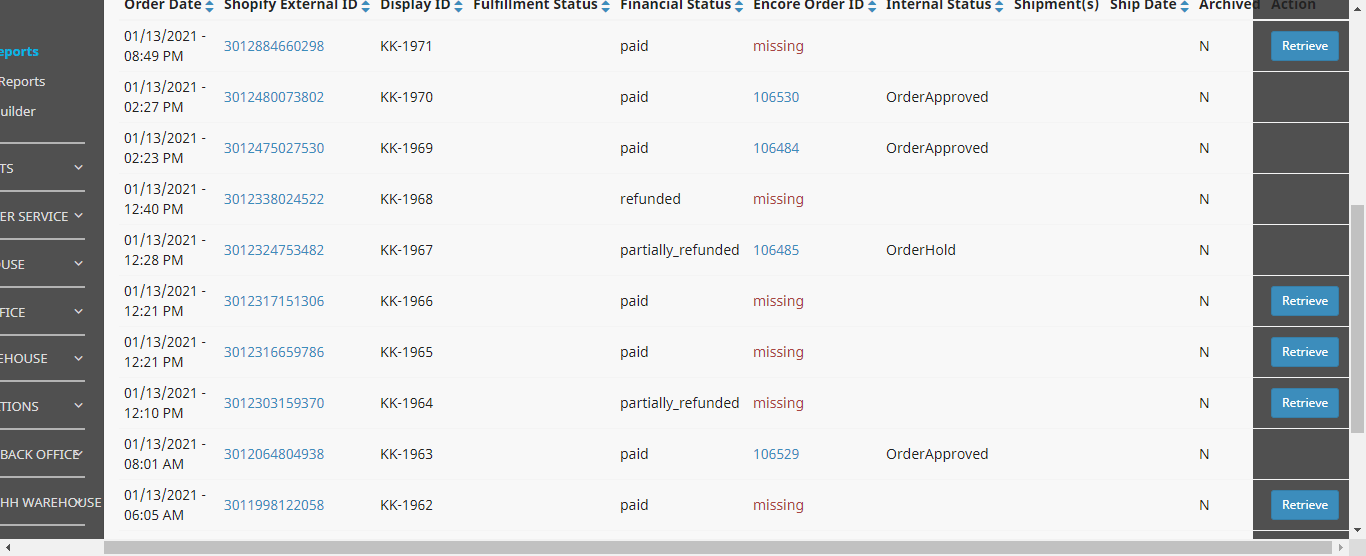 Order Date Shopify External ID Display ID Fulfillment Status Financial Status Encore Order ID Internal Status Shipment(s) Ship Date Archived Action
eports
Reports
uilder
TS
ER SERVICE
OUSE
FICE
EHOUSE
TIONS
BACK OFFICE
HH WAREHOUSE
01/13/2021 -
08:49 PM
3012884660298 KK-1971 paid missing N Retrieve
01/13/2021 -
02:27 PM
3012480073802 KK-1970 paid 106530 OrderApproved N
01/13/2021 -
02:23 PM
3012475027530 KK-1969 paid 106484 OrderApproved N
01/13/2021 -
12:40 PM
3012338024522 KK-1968 refunded missing N
01/13/2021 -
12:28 PM
3012324753482 KK-1967 partially_refunded 106485 OrderHold N
01/13/2021 -
12:21 PM
3012317151306 KK-1966 paid missing N Retrieve
01/13/2021 -
12:21 PM
3012316659786 KK-1965 paid missing N Retrieve
01/13/2021 -
12:10 PM
3012303159370 KK-1964 partially_refunded missing N Retrieve
01/13/2021 -
08:01 AM
3012064804938 KK-1963 paid 106529 OrderApproved N
01/13/2021 -
06:05 AM
3011998122058 KK-1962 paid missing N Retrieve